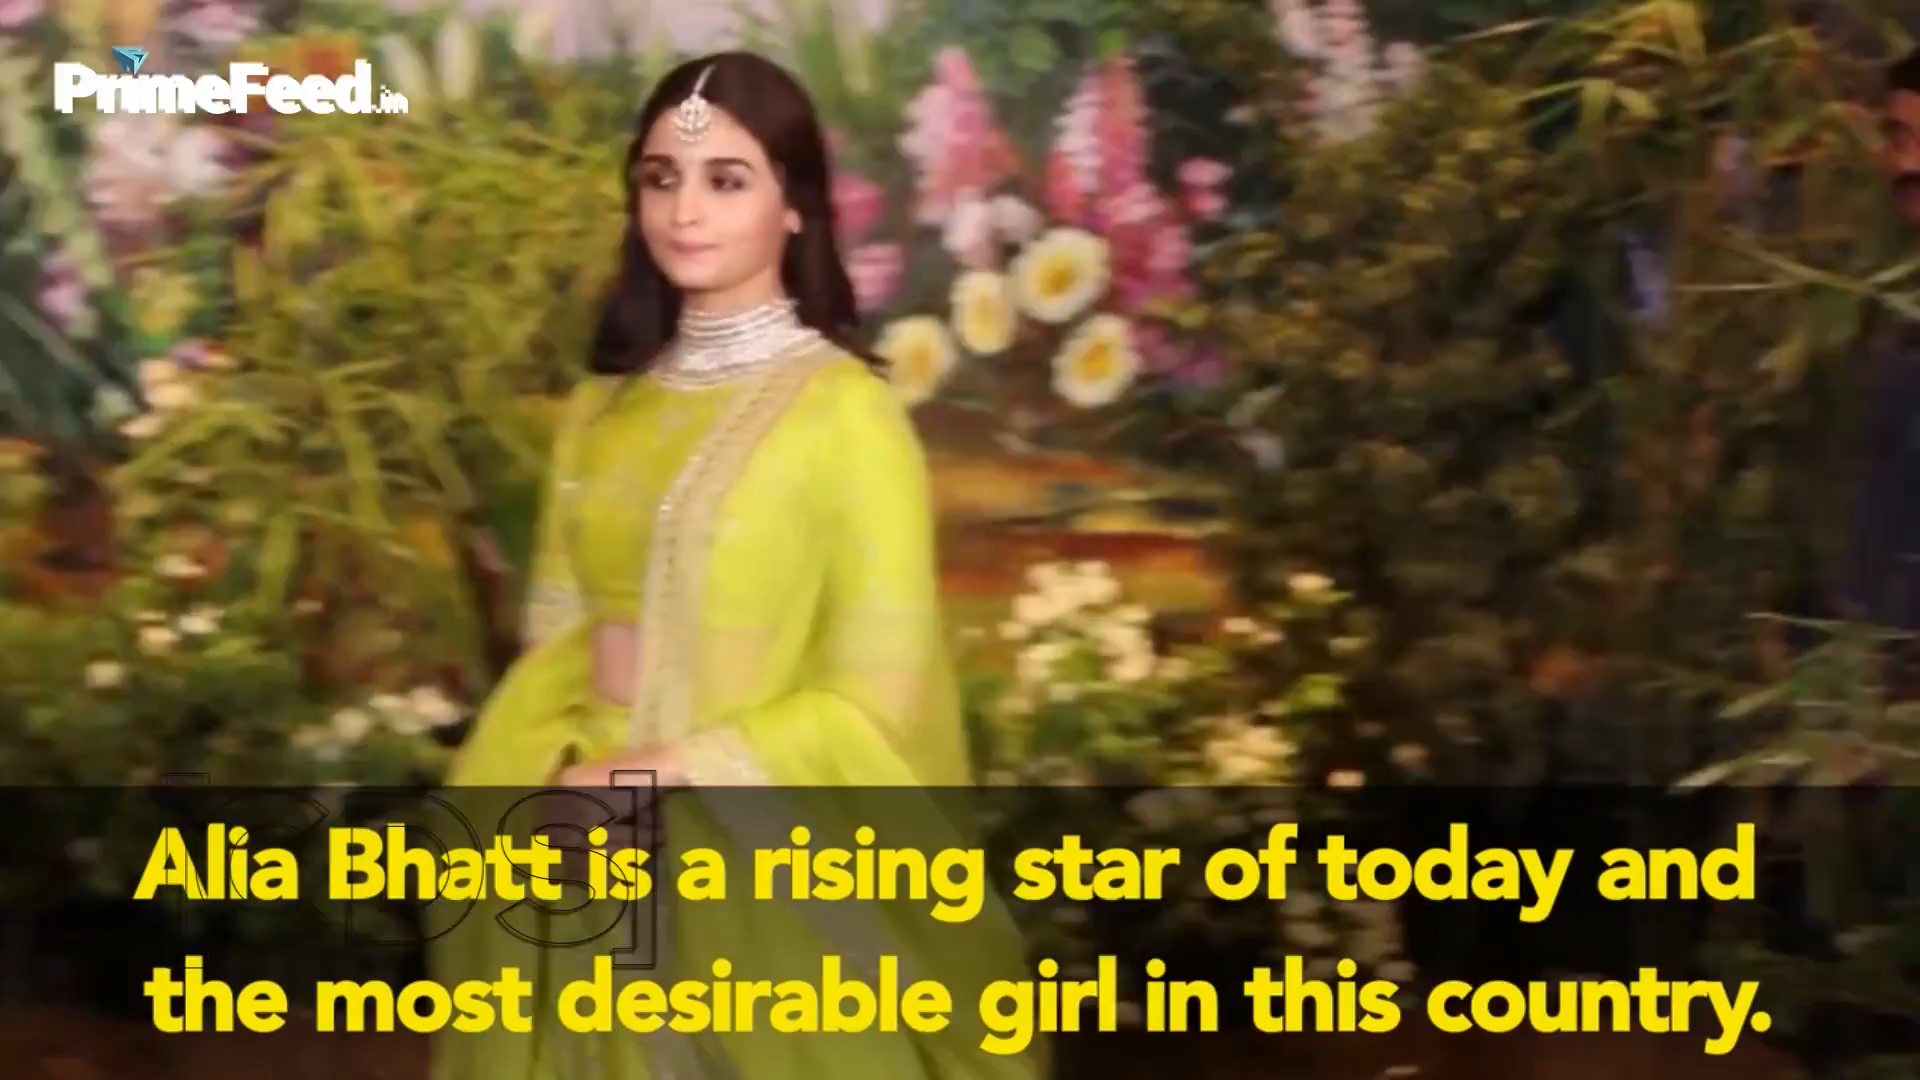 PrimeFeed.in
Alia Bhatt is a rising star of today and
the most desirable girl in this country.